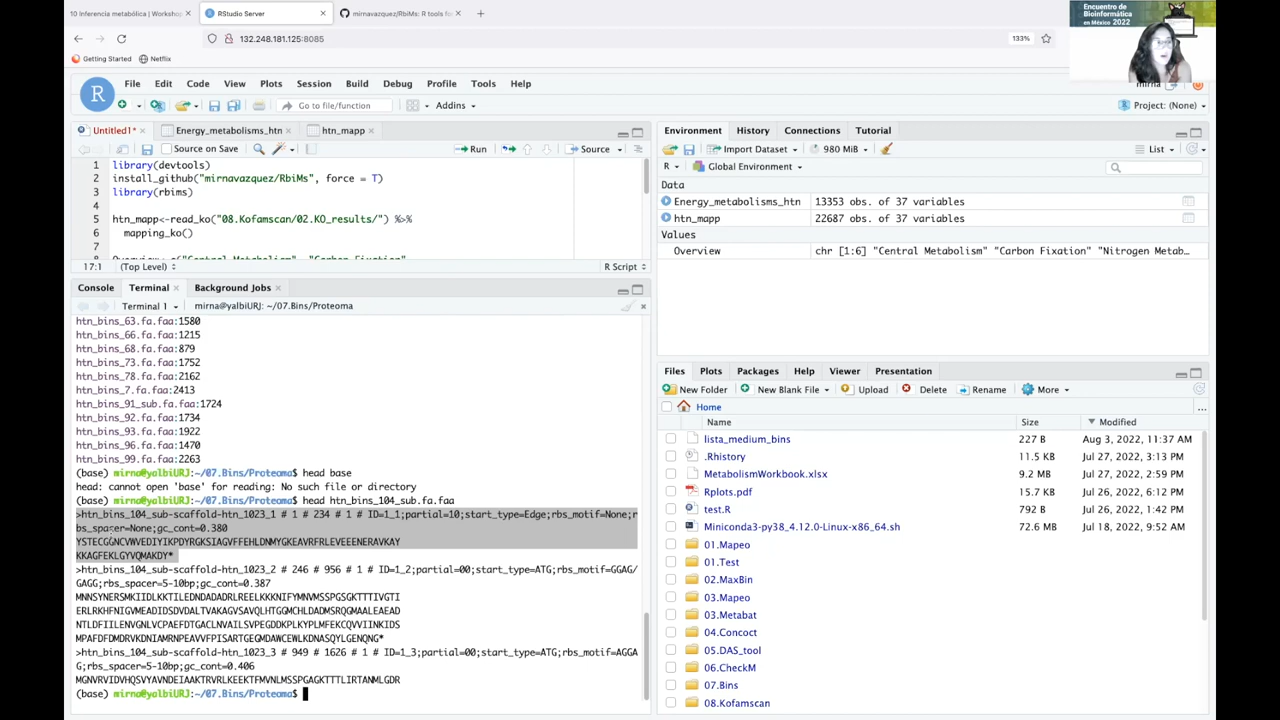 10 Inferencia metabólica | Worksho
RStudio Server
mirnavazquez/RbiMs: R tools fo
132.248.181.125:8085
133%
Getting Started
Netflix
Encuentro de
Bioinformática
en México
2022
File Edit Code View Plots Session Build Debug Profile Tools Help
mirna
Go to file/function
Addins
Project: (None)
Untitled1*
Energy_metabolisms_htn
htn_mapp
Source on Save
Run
Source
1 library(devtools)
2 install_github("mirnavazquez/RbiMs", force = T)
3 library(rbims)
4
5 htn_mapp<-read_ko("08.Kofamscan/02.KO_results/") %>%
6 mapping_ko()
7
17:1 (Top Level) R Script
Console Terminal Background Jobs
Terminal 1 mirna@yalbiURJ: ~/07.Bins/Proteoma
htn_bins_63.fa.faa:1580
htn_bins_66.fa.faa:1215
htn_bins_68.fa.faa:879
htn_bins_73.fa.faa:1752
htn_bins_78.fa.faa:2162
htn_bins_7.fa.faa:2413
htn_bins_91_sub.fa.faa:1724
htn_bins_92.fa.faa:1734
htn_bins_93.fa.faa:1922
htn_bins_96.fa.faa:1470
htn_bins_99.fa.faa:2263
(base) mirna@yalbiURJ:~/07.Bins/Proteoma$ head base
head: cannot open 'base' for reading: No such file or directory
(base) mirna@yalbiURJ:~/07.Bins/Proteoma$ head htn_bins_104_sub.fa.faa
>htn_bins_104_sub-scaffold-htn_1023_1 # 1 # 234 # 1 # ID=1_1;partial=10;start_type=Edge;rbs_motif=None;r
bs_spacer=None;gc_cont=0.380
YSTECGGNCVWVEDIYIKPDYRGKSIAGVFFEHLDNMYGKEAVRFRLEVEEENERAVKAY
KKAGFEKLGYVQMAKDY*
>htn_bins_104_sub-scaffold-htn_1023_2 # 246 # 956 # 1 # ID=1_2;partial=00;start_type=ATG;rbs_motif=GGAG/
GAGG;rbs_spacer=5-10bp;gc_cont=0.387
MNNSYNERSMKIIDLKKTILEDNDADADRLREELKKKNIFYMNVMSSPGSGKTTTIVGTI
ERLRKHFNIGVMEADIDSDVDALTVAKAGVSAVQLHTGGMCHLDADMSRQGMAALEAEAD
NTLDFIILENVGNLVCPAEFDTGACLNVAILSVPEGDDKPLKYPLMFEKCQVVIINKIDS
MPAFDFDMDRVKDNIAMRNPEAVVFPISARTGEGMDAWCEWLKDNASQYLGENQNG*
>htn_bins_104_sub-scaffold-htn_1023_3 # 949 # 1626 # 1 # ID=1_3;partial=00;start_type=ATG;rbs_motif=AGGA
G;rbs_spacer=5-10bp;gc_cont=0.406
MGNVRVIDVHQSVYAVNDEIAAKTRVRLKEEKTFMVNLMSSPGAGKTTTLIRTANMLGDR
(base) mirna@yalbiURJ:~/07.Bins/Proteoma$
Environment History Connections Tutorial
Import Dataset 980 MiB List
R Global Environment
Data
Energy_metabolisms_htn 13353 obs. of 37 variables
htn_mapp 22687 obs. of 37 variables
Values
Overview chr [1:6] "Central Metabolism" "Carbon Fixation" "Nitrogen Metab…
Files Plots Packages Help Viewer Presentation
New Folder New Blank File Upload Delete Rename More
Home
Name Size Modified
lista_medium_bins 227 B Aug 3, 2022, 11:37 AM
.Rhistory 11.5 KB Jul 27, 2022, 3:13 PM
MetabolismWorkbook.xlsx 9.2 MB Jul 27, 2022, 2:59 PM
Rplots.pdf 15.7 KB Jul 26, 2022, 6:12 PM
test.R 792 B Jul 26, 2022, 1:42 PM
Miniconda3-py38_4.12.0-Linux-x86_64.sh 72.6 MB Jul 18, 2022, 9:52 AM
01.Mapeo
01.Test
02.MaxBin
03.Mapeo
03.Metabat
04.Concoct
05.DAS_tool
06.CheckM
07.Bins
08.Kofamscan